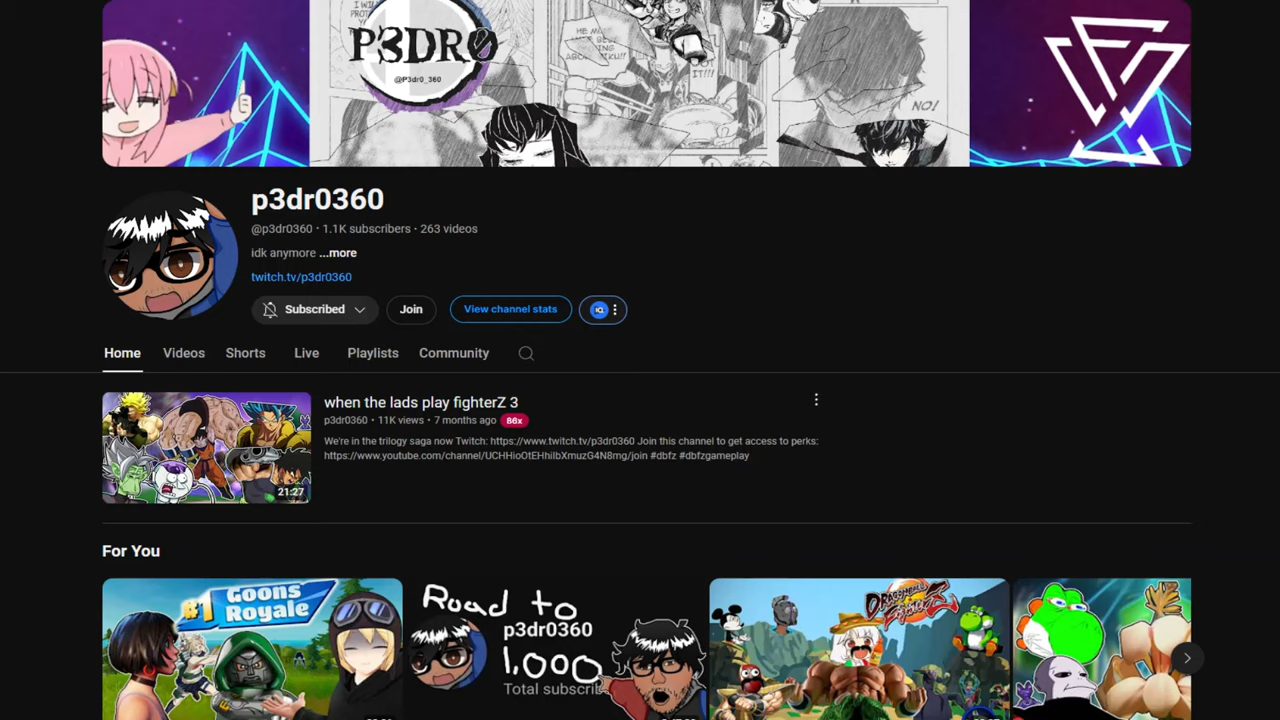 P3DR0
@P3dr0_360
NO!
p3dr0360
@p3dr0360 · 1.1K subscribers · 263 videos
idk anymore ...more
twitch.tv/p3dr0360
Subscribed
Join
View channel stats
Home
Videos
Shorts
Live
Playlists
Community
when the lads play fighterZ 3
p3dr0360 · 11K views · 7 months ago 86x
We're in the trilogy saga now Twitch: https://www.twitch.tv/p3dr0360 Join this channel to get access to perks:
https://www.youtube.com/channel/UCHHioOtEHhilbXmuzG4N8mg/join #dbfz #dbfzgameplay
21:27
For You
#1 Goons
Royale
Road to
p3dr0360
1,000
Total subscrib
DRAGONBALL
FIGHTERZ